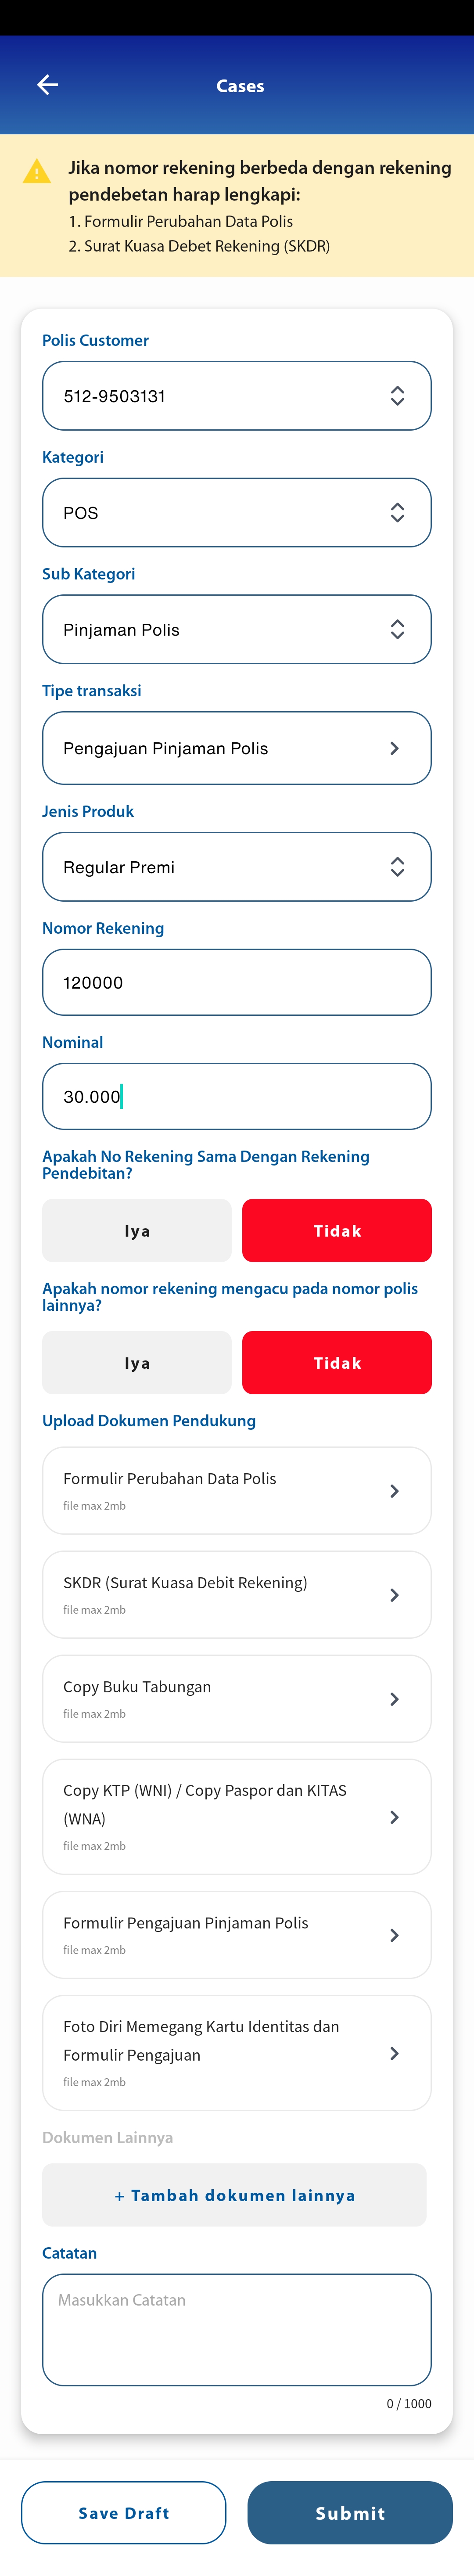 Cases
Jika nomor rekening berbeda dengan rekening
pendebetan harap lengkapi:
1. Formulir Perubahan Data Polis
2. Surat Kuasa Debet Rekening (SKDR)
Polis Customer
512-9503131
Kategori
POS
Sub Kategori
Pinjaman Polis
Tipe transaksi
Pengajuan Pinjaman Polis
Jenis Produk
Regular Premi
Nomor Rekening
120000
Nominal
30.000
Apakah No Rekening Sama Dengan Rekening
Pendebitan?
Iya
Tidak
Apakah nomor rekening mengacu pada nomor polis
lainnya?
Iya
Tidak
Upload Dokumen Pendukung
Formulir Perubahan Data Polis
file max 2mb
SKDR (Surat Kuasa Debit Rekening)
file max 2mb
Copy Buku Tabungan
file max 2mb
Copy KTP (WNI) / Copy Paspor dan KITAS
(WNA)
file max 2mb
Formulir Pengajuan Pinjaman Polis
file max 2mb
Foto Diri Memegang Kartu Identitas dan
Formulir Pengajuan
file max 2mb
Dokumen Lainnya
+ Tambah dokumen lainnya
Catatan
Masukkan Catatan
0 / 1000
Save Draft
Submit